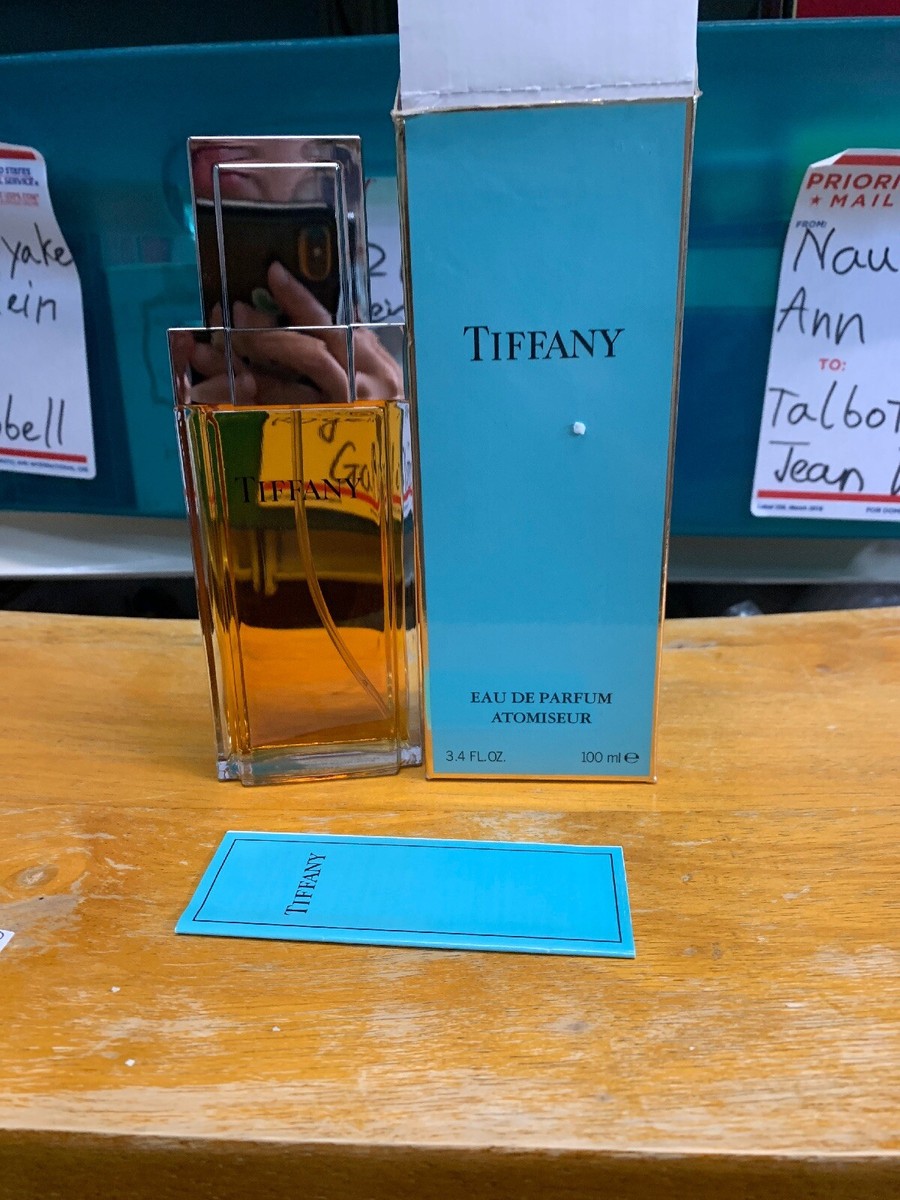 TIFFANY
EAU DE PARFUM
ATOMISEUR
3.4 FL.OZ. 100 ml ℮
TIFFANY
TIFFANY
PRIORI
★ MAIL
FROM:
Nau
Ann
TO:
Talbot
Jean
yake
ein
bell